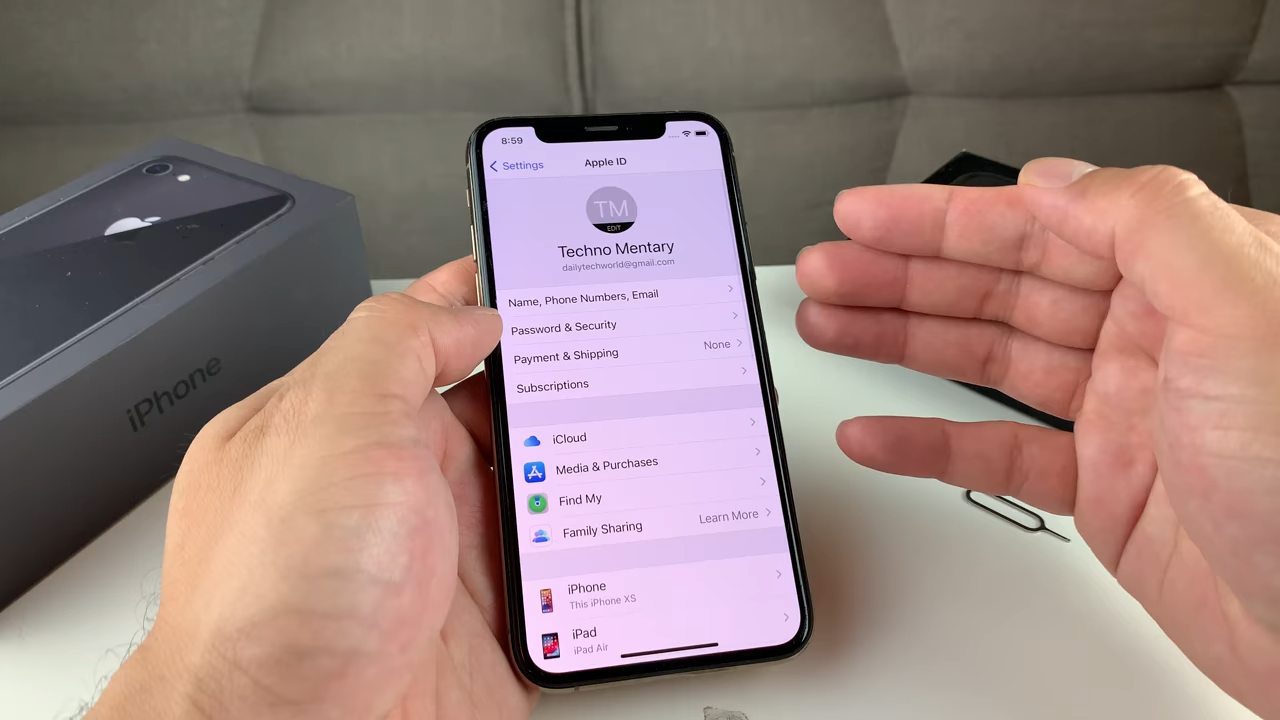 8:59
Settings
Apple ID
TM
EDIT
Techno Mentary
dailytechworld@gmail.com
Name, Phone Numbers, Email
Password & Security
Payment & Shipping None
Subscriptions
iCloud
Media & Purchases
Find My
Family Sharing Learn More
iPhone
This iPhone XS
iPad
iPad Air
iPhone